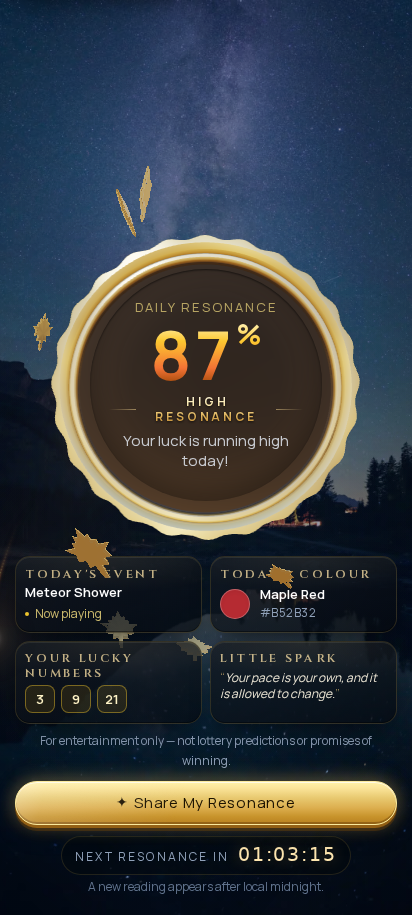 DAILY RESONANCE
87%
HIGH
RESONANCE
Your luck is running high
today!
TODAY'S EVENT
Meteor Shower
Now playing
TODAY'S COLOUR
Maple Red
#B52B32
YOUR LUCKY
NUMBERS
3 9 21
LITTLE SPARK
"Your pace is your own, and it
is allowed to change."
For entertainment only — not lottery predictions or promises of
winning.
✦ Share My Resonance
NEXT RESONANCE IN 01:03:15
A new reading appears after local midnight.